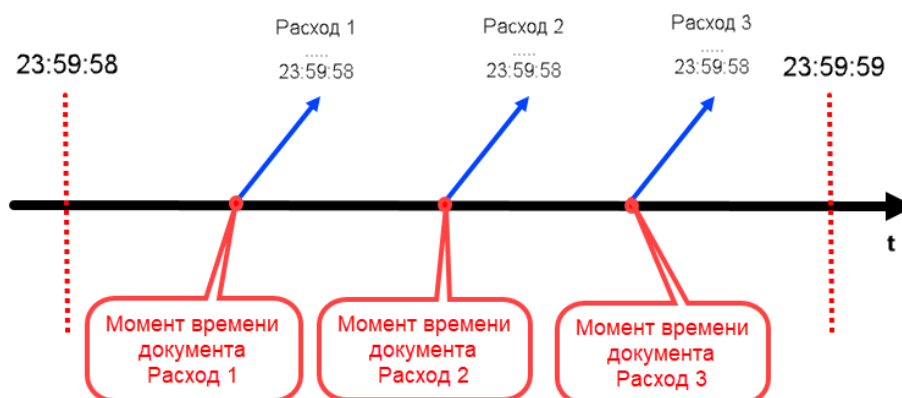 Расход 1
.....
23:59:58
Расход 2
.....
23:59:58
Расход 3
.....
23:59:58
23:59:58
23:59:59
t
Момент времени
документа
Расход 1
Момент времени
документа
Расход 2
Момент времени
документа
Расход 3